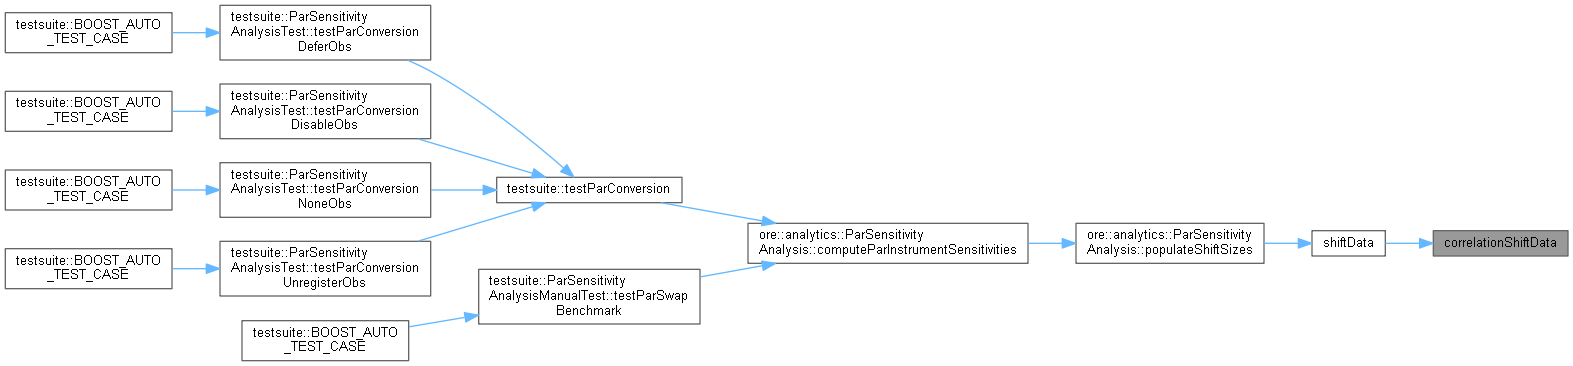 testsuite::BOOST_AUTO
_TEST_CASE
testsuite::ParSensitivity
AnalysisTest::testParConversion
DeferObs
testsuite::BOOST_AUTO
_TEST_CASE
testsuite::ParSensitivity
AnalysisTest::testParConversion
DisableObs
testsuite::BOOST_AUTO
_TEST_CASE
testsuite::ParSensitivity
AnalysisTest::testParConversion
NoneObs
testsuite::BOOST_AUTO
_TEST_CASE
testsuite::ParSensitivity
AnalysisTest::testParConversion
UnregisterObs
testsuite::BOOST_AUTO
_TEST_CASE
testsuite::ParSensitivity
AnalysisManualTest::testParSwap
Benchmark
testsuite::testParConversion
ore::analytics::ParSensitivity
Analysis::computeParInstrumentSensitivities
ore::analytics::ParSensitivity
Analysis::populateShiftSizes
shiftData
correlationShiftData